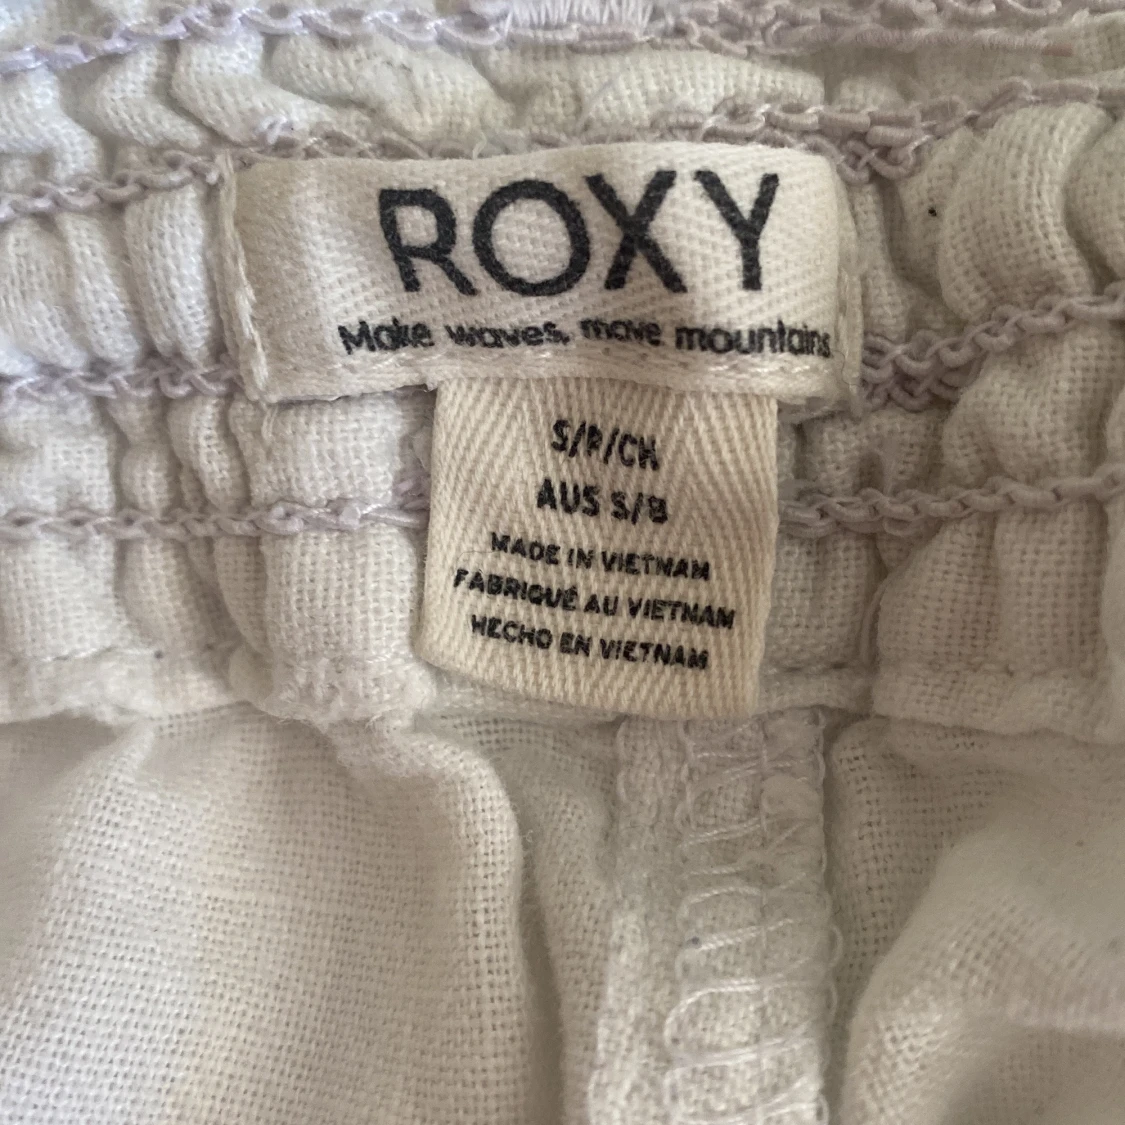 ROXY
Make waves, move mountains
S/P/CH
AUS S/8
MADE IN VIETNAM
FABRIQUÉ AU VIETNAM
HECHO EN VIETNAM